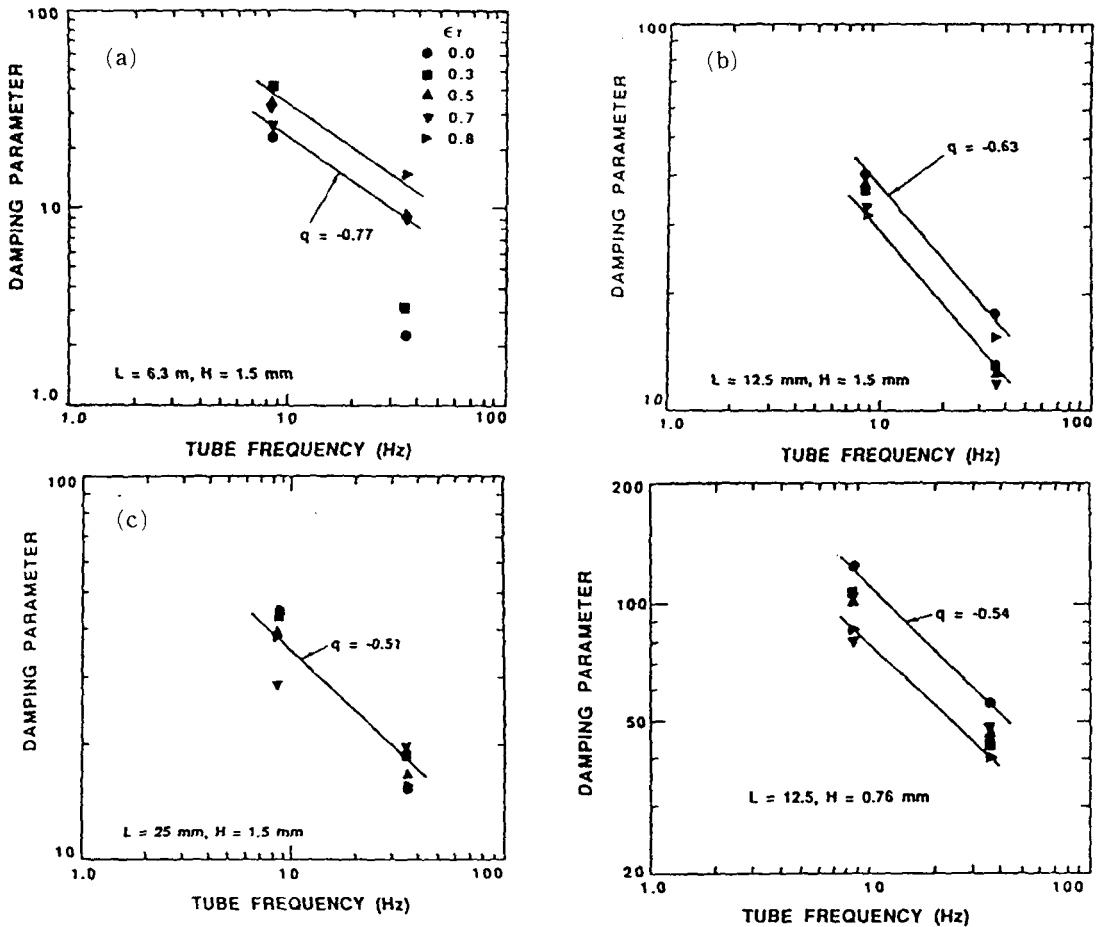 (a)
100
10
1.0
DAMPING PARAMETER
ϵr
0.0
0.3
0.5
0.7
0.8
q = -0.77
L = 6.3 m, H = 1.5 mm
1.0
10
100
TUBE FREQUENCY (Hz)
(b)
100
10
DAMPING PARAMETER
q = -0.63
L = 12.5 mm, H = 1.5 mm
1.0
10
100
TUBE FREQUENCY (Hz)
(c)
100
10
DAMPING PARAMETER
q = -0.51
L = 25 mm, H = 1.5 mm
1.0
10
100
TUBE FREQUENCY (Hz)
200
100
50
20
DAMPING PARAMETER
q = -0.54
L = 12.5, H = 0.76 mm
1.0
10
100
TUBE FREQUENCY (Hz)